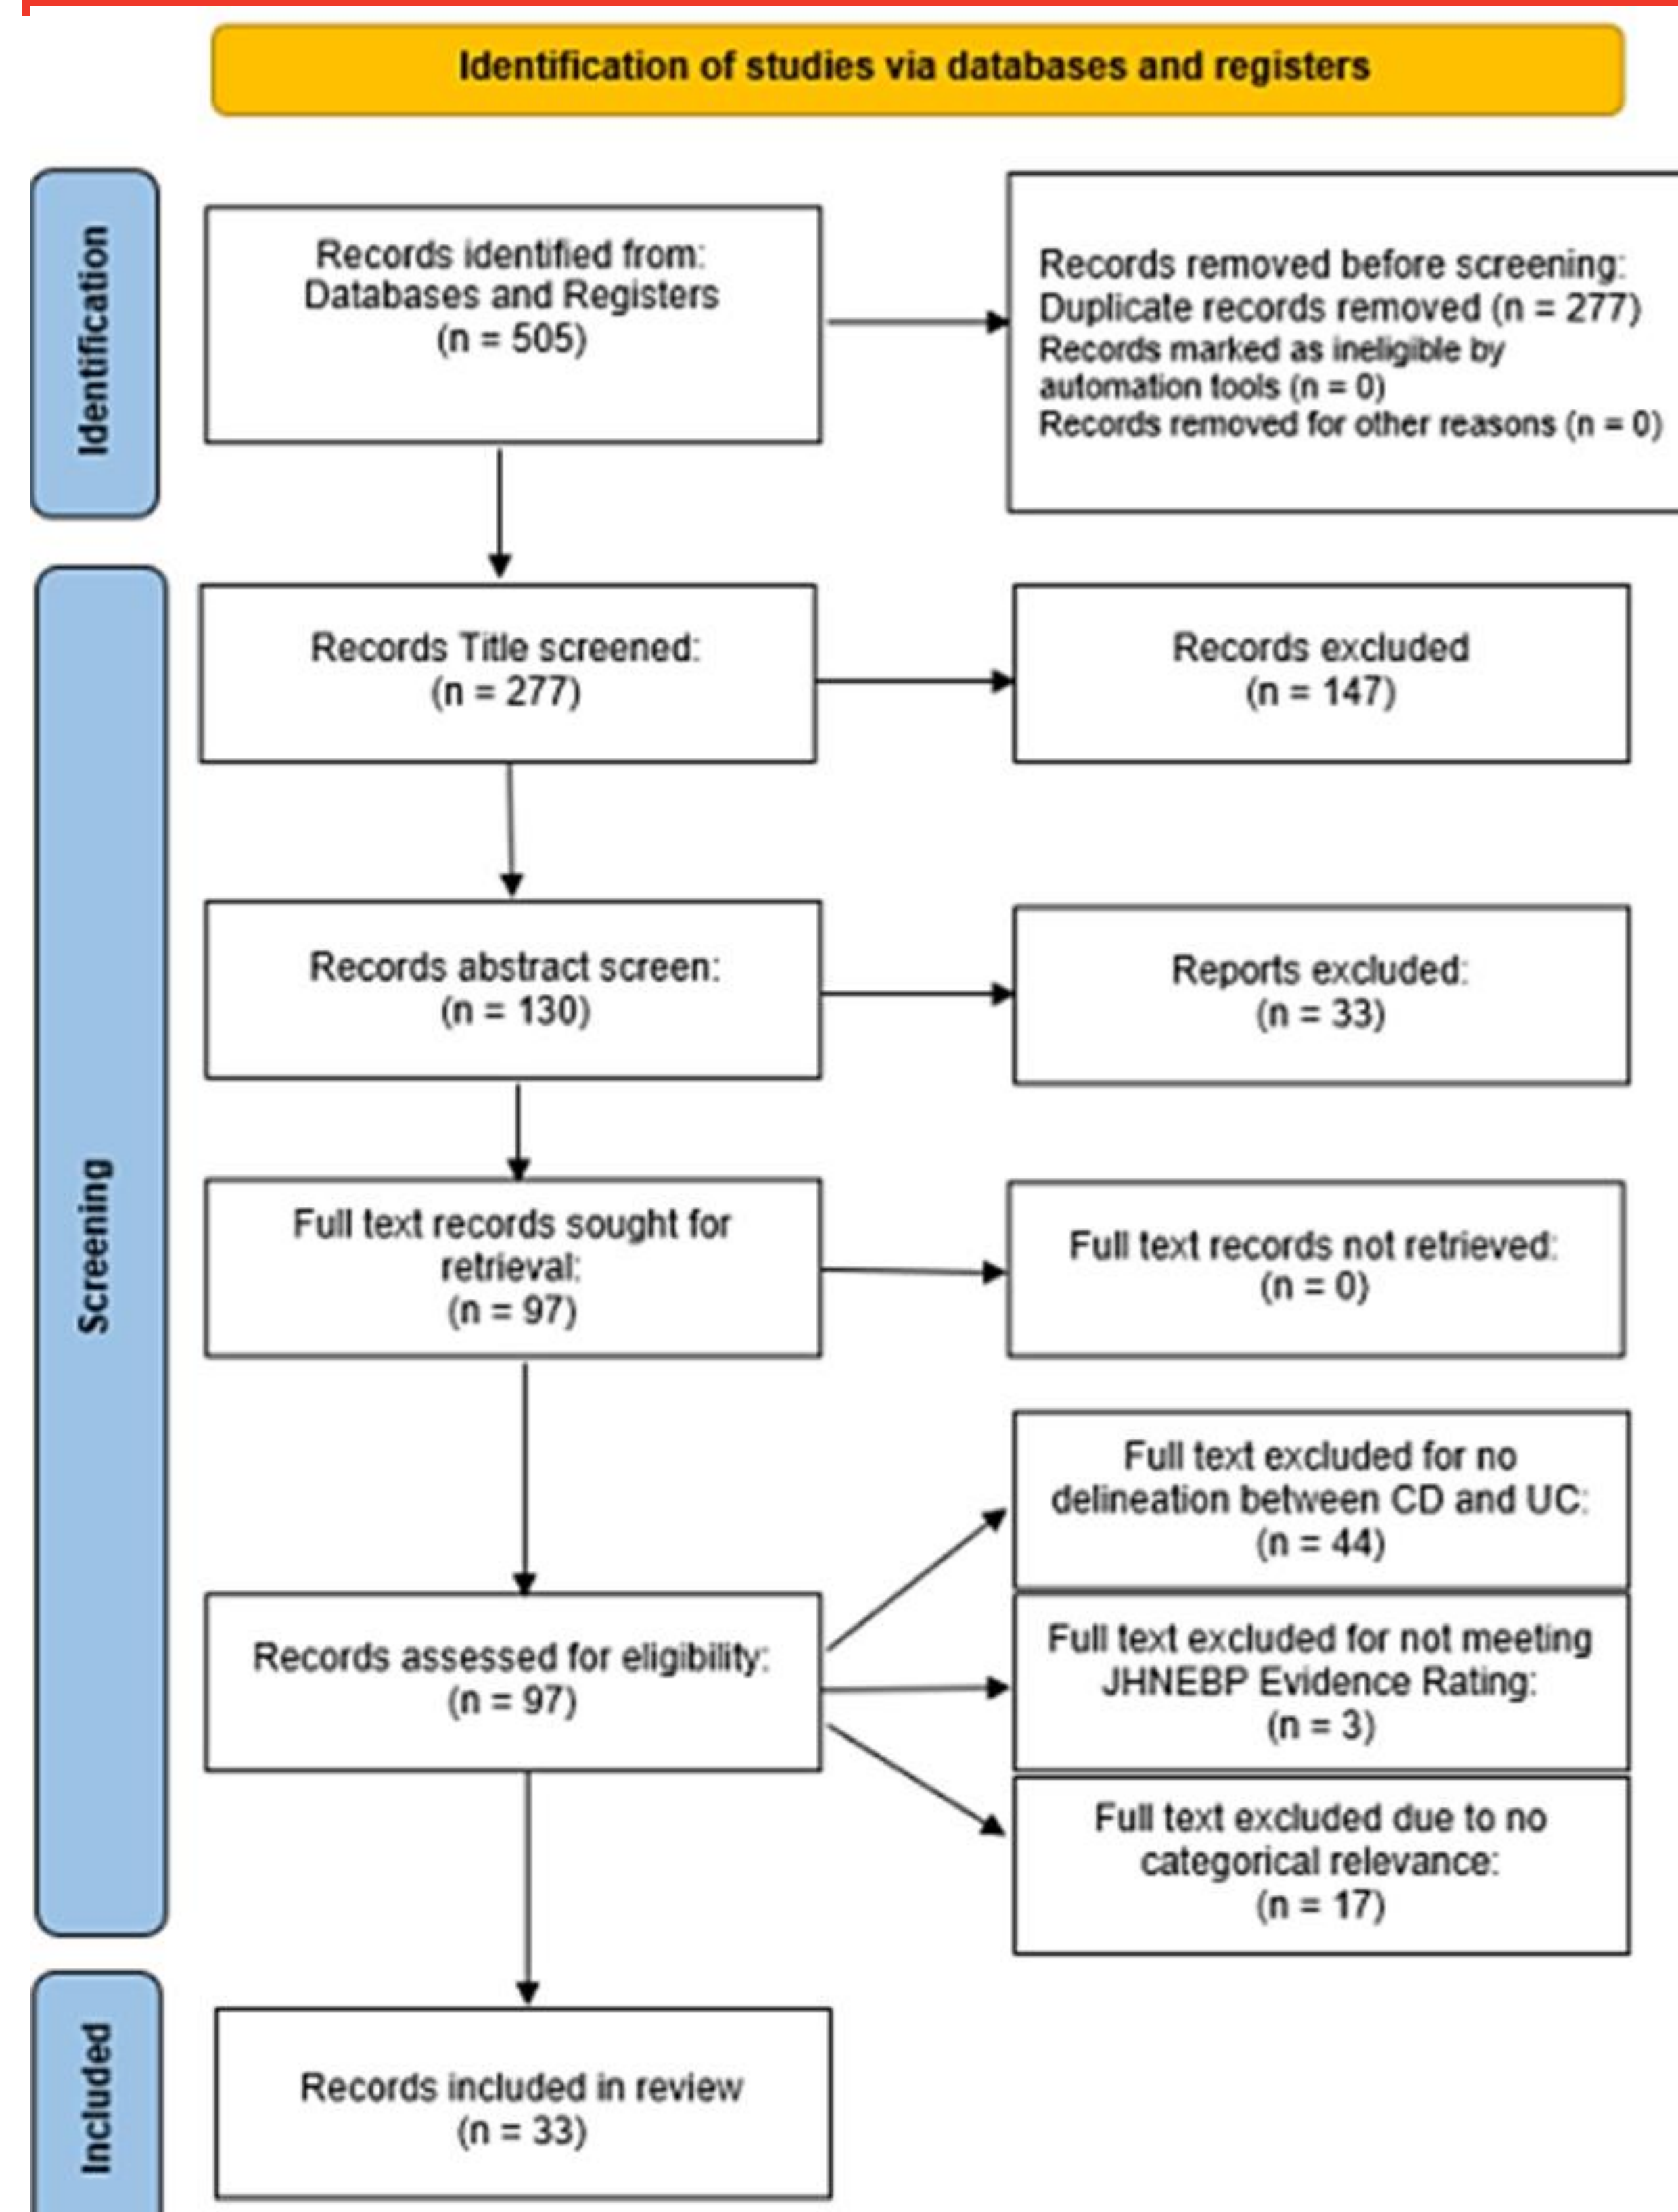 Identification of studies via databases and registers
Identification
Records identified from:
Databases and Registers
(n = 505)
Records removed before screening:
Duplicate records removed (n = 277)
Records marked as ineligible by
automation tools (n = 0)
Records removed for other reasons (n = 0)
Screening
Records Title screened:
(n = 277)
Records excluded
(n = 147)
Records abstract screen:
(n = 130)
Reports excluded:
(n = 33)
Full text records sought for
retrieval:
(n = 97)
Full text records not retrieved:
(n = 0)
Records assessed for eligibility:
(n = 97)
Full text excluded for no
delineation between CD and UC:
(n = 44)
Full text excluded for not meeting
JHNEBP Evidence Rating:
(n = 3)
Full text excluded due to no
categorical relevance:
(n = 17)
Included
Records included in review
(n = 33)